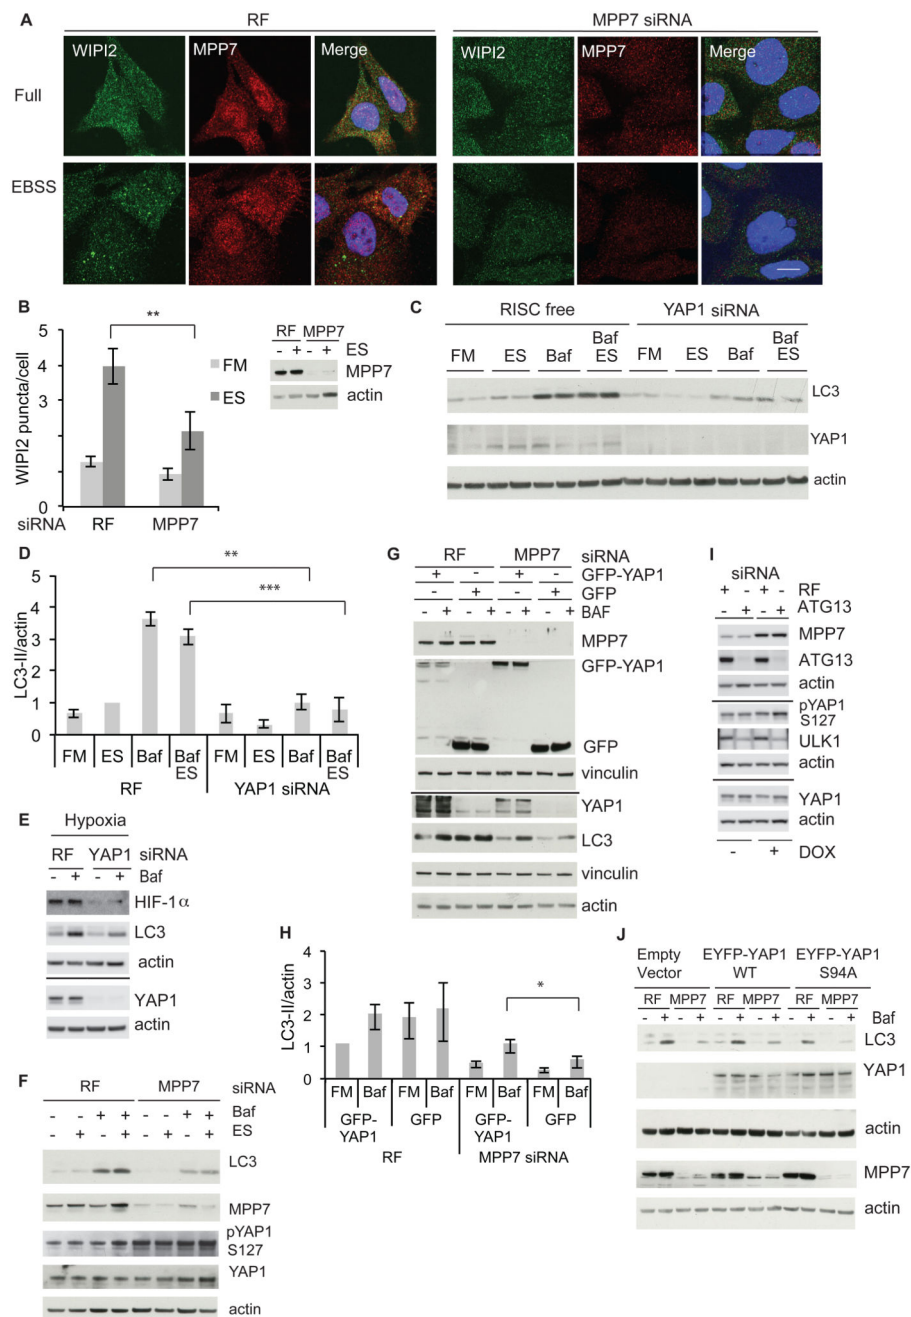 A
RF
MPP7 siRNA
WIPI2
MPP7
Merge
WIPI2
MPP7
Merge
Full
EBSS
B
WIPI2 puncta/cell
5
4
2
0
**
FM
ES
siRNA
RF
MPP7
RF MPP7
- + - + ES
MPP7
actin
C
RISC free
YAP1 siRNA
FM
ES
Baf
Baf
ES
FM
ES
Baf
Baf
ES
LC3
YAP1
actin
D
LC3-II/actin
5
4
3
2
1
0
**
***
FM
ES
Baf
Baf
ES
FM
ES
Baf
Baf
ES
RF
YAP1 siRNA
E
Hypoxia
RF YAP1 siRNA
- + - + Baf
HIF-1α
LC3
actin
YAP1
actin
F
RF
MPP7
siRNA
- - + + - - + + Baf
- + - + - + - + ES
LC3
MPP7
pYAP1
S127
YAP1
actin
G
RF
MPP7
siRNA
+ - + - GFP-YAP1
- + - + GFP
- + - + - + - + BAF
MPP7
GFP-YAP1
GFP
vinculin
YAP1
LC3
vinculin
actin
H
LC3-II/actin
4
3
2
1
0
*
FM
Baf
FM
Baf
FM
Baf
FM
Baf
GFP-
YAP1
GFP
GFP-
YAP1
GFP
RF
MPP7 siRNA
I
siRNA
+ - + - RF
- + - + ATG13
MPP7
ATG13
actin
pYAP1
S127
ULK1
actin
YAP1
actin
- + DOX
J
Empty
Vector
EYFP-YAP1
WT
EYFP-YAP1
S94A
RF MPP7 RF MPP7 RF MPP7
- + - + - + - + - + - + Baf
LC3
YAP1
actin
MPP7
actin